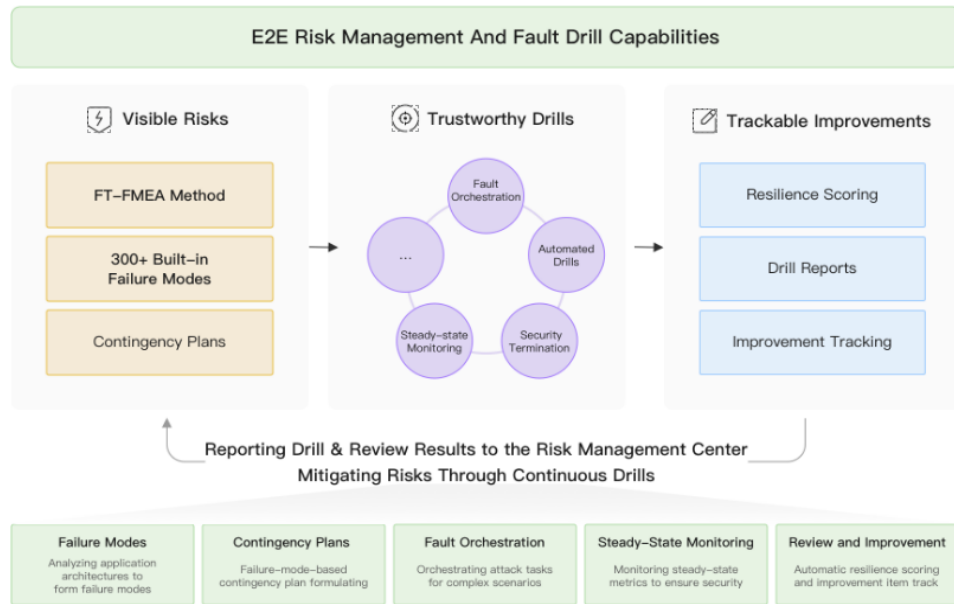 E2E Risk Management And Fault Drill Capabilities
Visible Risks
FT-FMEA Method
300+ Built-in
Failure Modes
Contingency Plans
Trustworthy Drills
Fault
Orchestration
Automated
Drills
Security
Termination
Steady-state
Monitoring
...
Trackable Improvements
Resilience Scoring
Drill Reports
Improvement Tracking
Reporting Drill & Review Results to the Risk Management Center
Mitigating Risks Through Continuous Drills
Failure Modes
Analyzing application
architectures to
form failure modes
Contingency Plans
Failure-mode-based
contingency plan formulating
Fault Orchestration
Orchestrating attack tasks
for complex scenarios
Steady-State Monitoring
Monitoring steady-state
metrics to ensure security
Review and Improvement
Automatic resilience scoring
and improvement item track